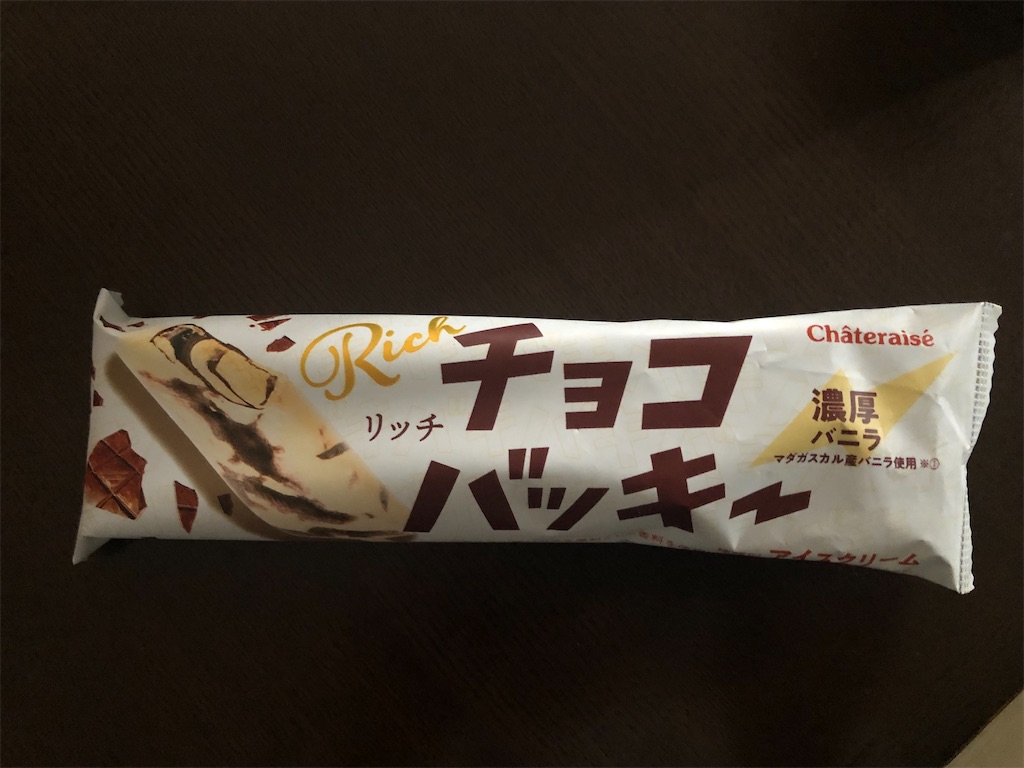 Rich
リッチ
チョコ
バッキー
Châteraisé
濃厚
バニラ
マダガスカル産バニラ使用 ※①
アイスクリーム